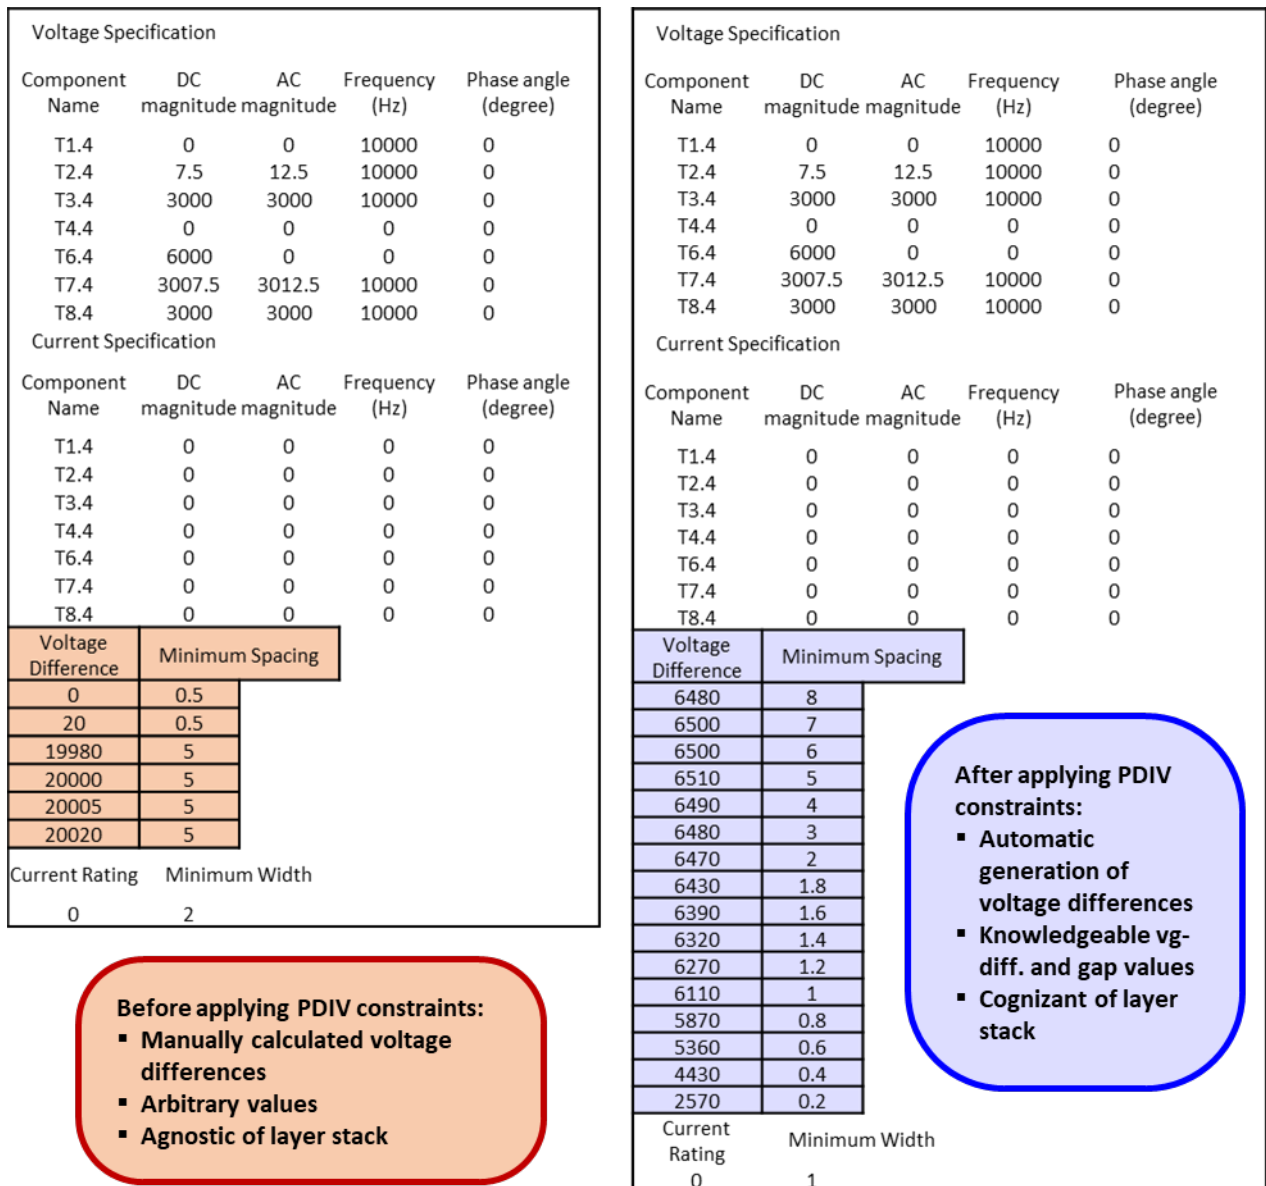 Voltage Specification
Component Name DC magnitude AC magnitude Frequency (Hz) Phase angle (degree)
T1.4 0 0 10000 0
T2.4 7.5 12.5 10000 0
T3.4 3000 3000 10000 0
T4.4 0 0 0 0
T6.4 6000 0 0 0
T7.4 3007.5 3012.5 10000 0
T8.4 3000 3000 10000 0
Current Specification
Component Name DC magnitude AC magnitude Frequency (Hz) Phase angle (degree)
T1.4 0 0 0 0
T2.4 0 0 0 0
T3.4 0 0 0 0
T4.4 0 0 0 0
T6.4 0 0 0 0
T7.4 0 0 0 0
T8.4 0 0 0 0
Voltage Difference Minimum Spacing
0 0.5
20 0.5
19980 5
20000 5
20005 5
20020 5
Current Rating Minimum Width
0 2
Before applying PDIV constraints:
▪ Manually calculated voltage
differences
▪ Arbitrary values
▪ Agnostic of layer stack
Voltage Specification
Component Name DC magnitude AC magnitude Frequency (Hz) Phase angle (degree)
T1.4 0 0 10000 0
T2.4 7.5 12.5 10000 0
T3.4 3000 3000 10000 0
T4.4 0 0 0 0
T6.4 6000 0 0 0
T7.4 3007.5 3012.5 10000 0
T8.4 3000 3000 10000 0
Current Specification
Component Name DC magnitude AC magnitude Frequency (Hz) Phase angle (degree)
T1.4 0 0 0 0
T2.4 0 0 0 0
T3.4 0 0 0 0
T4.4 0 0 0 0
T6.4 0 0 0 0
T7.4 0 0 0 0
T8.4 0 0 0 0
Voltage Difference Minimum Spacing
6480 8
6500 7
6500 6
6510 5
6490 4
6480 3
6470 2
6430 1.8
6390 1.6
6320 1.4
6270 1.2
6110 1
5870 0.8
5360 0.6
4430 0.4
2570 0.2
Current Rating Minimum Width
0 1
After applying PDIV
constraints:
▪ Automatic
generation of
voltage differences
▪ Knowledgeable vg-
diff. and gap values
▪ Cognizant of layer
stack